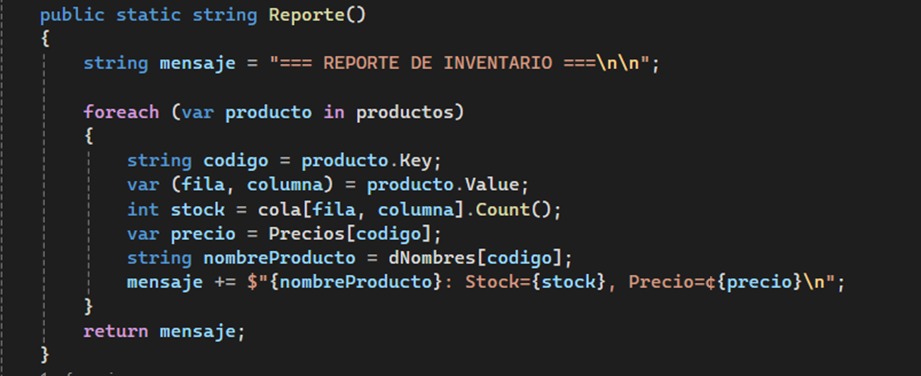 public static string Reporte()
{
string mensaje = "=== REPORTE DE INVENTARIO ===\n\n";
foreach (var producto in productos)
{
string codigo = producto.Key;
var (fila, columna) = producto.Value;
int stock = cola[fila, columna].Count();
var precio = Precios[codigo];
string nombreProducto = dNombres[codigo];
mensaje += $"{nombreProducto}: Stock={stock}, Precio=¢{precio}\n";
}
return mensaje;
}